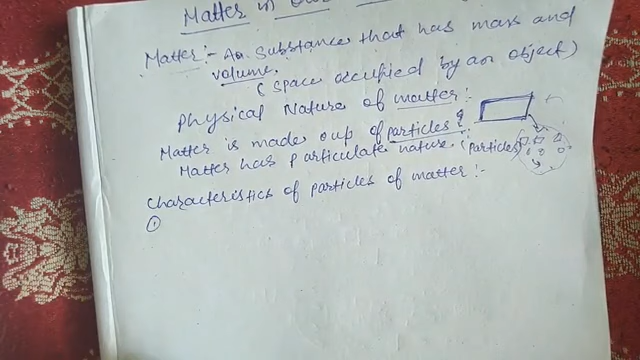 Matter in Our
Matter :- An Substance that has mass and
volume.
(space occupied by an object)
Physical Nature of matter :-
Matter is made oup of particles
Matter has particulate nature. (particles)
Characteristics of particles of matter :-
①